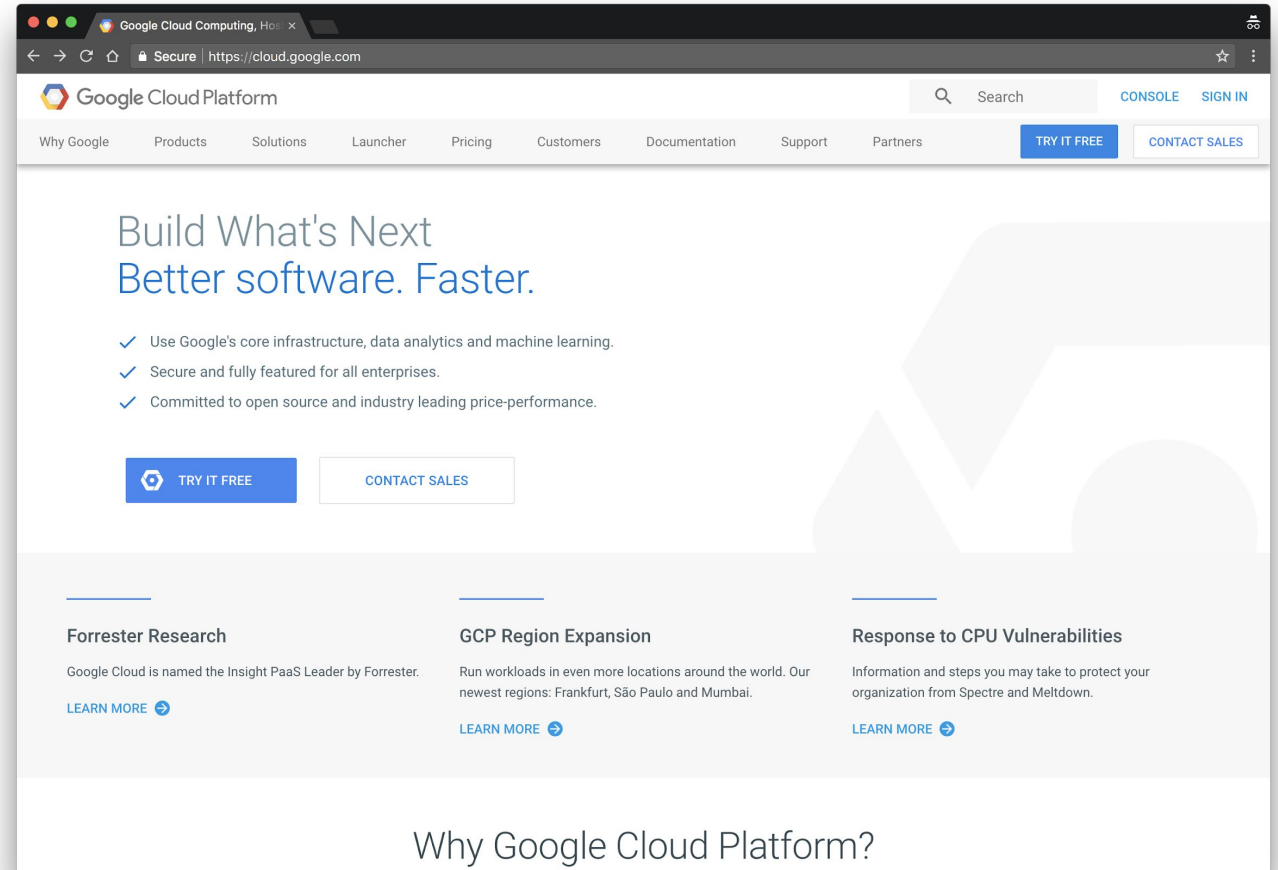 Google Cloud Computing, Hos
Secure | https://cloud.google.com
Google Cloud Platform
Search
CONSOLE
SIGN IN
Why Google
Products
Solutions
Launcher
Pricing
Customers
Documentation
Support
Partners
TRY IT FREE
CONTACT SALES
Build What's Next
Better software. Faster.
Use Google's core infrastructure, data analytics and machine learning.
Secure and fully featured for all enterprises.
Committed to open source and industry leading price-performance.
TRY IT FREE
CONTACT SALES
Forrester Research
Google Cloud is named the Insight PaaS Leader by Forrester.
LEARN MORE
GCP Region Expansion
Run workloads in even more locations around the world. Our
newest regions: Frankfurt, São Paulo and Mumbai.
LEARN MORE
Response to CPU Vulnerabilities
Information and steps you may take to protect your
organization from Spectre and Meltdown.
LEARN MORE
Why Google Cloud Platform?